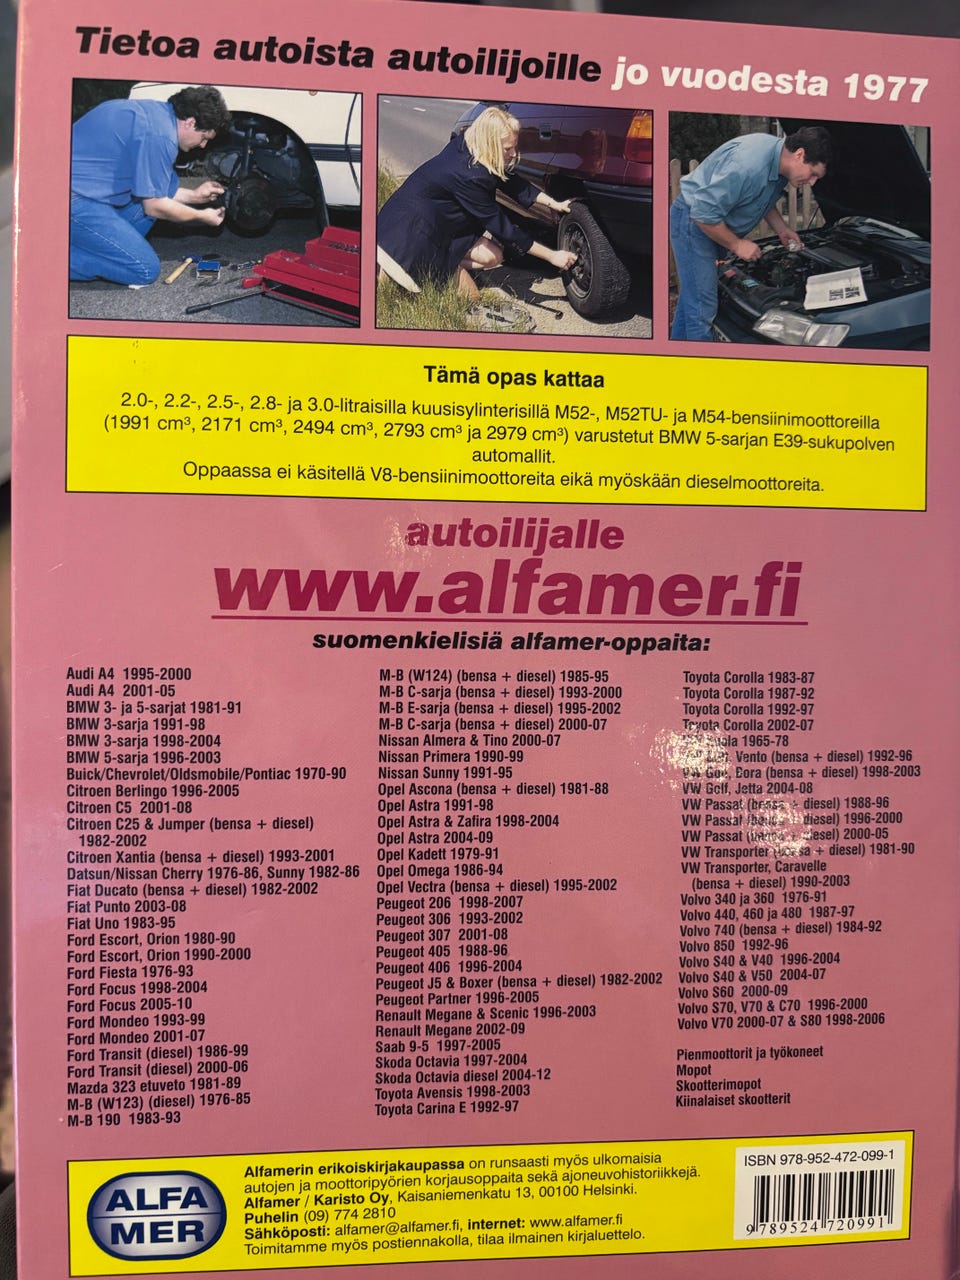 Tietoa autoista autoilijoille jo vuodesta 1977
Tämä opas kattaa
2.0-, 2.2-, 2.5-, 2.8- ja 3.0-litraisilla kuusisylinterisillä M52-, M52TU- ja M54-bensiinimoottoreilla
(1991 cm³, 2171 cm³, 2494 cm³, 2793 cm³ ja 2979 cm³) varustetut BMW 5-sarjan E39-sukupolven
automallit.
Oppaassa ei käsitellä V8-bensiinimoottoreita eikä myöskään dieselmoottoreita.
autoilijalle
www.alfamer.fi
suomenkielisiä alfamer-oppaita:
Audi A4 1995-2000
Audi A4 2001-05
BMW 3- ja 5-sarjat 1981-91
BMW 3-sarja 1991-98
BMW 3-sarja 1998-2004
BMW 5-sarja 1996-2003
Buick/Chevrolet/Oldsmobile/Pontiac 1970-90
Citroen Berlingo 1996-2005
Citroen C5 2001-08
Citroen C25 & Jumper (bensa + diesel)
1982-2002
Citroen Xantia (bensa + diesel) 1993-2001
Datsun/Nissan Cherry 1976-86, Sunny 1982-86
Fiat Ducato (bensa + diesel) 1982-2002
Fiat Punto 2003-08
Fiat Uno 1983-95
Ford Escort, Orion 1980-90
Ford Escort, Orion 1990-2000
Ford Fiesta 1976-93
Ford Focus 1998-2004
Ford Focus 2005-10
Ford Mondeo 1993-99
Ford Mondeo 2001-07
Ford Transit (diesel) 1986-99
Ford Transit (diesel) 2000-06
Mazda 323 etuveto 1981-89
M-B (W123) (diesel) 1976-85
M-B 190 1983-93
M-B (W124) (bensa + diesel) 1985-95
M-B C-sarja (bensa + diesel) 1993-2000
M-B E-sarja (bensa + diesel) 1995-2002
M-B C-sarja (bensa + diesel) 2000-07
Nissan Almera & Tino 2000-07
Nissan Primera 1990-99
Nissan Sunny 1991-95
Opel Ascona (bensa + diesel) 1981-88
Opel Astra 1991-98
Opel Astra & Zafira 1998-2004
Opel Astra 2004-09
Opel Kadett 1979-91
Opel Omega 1986-94
Opel Vectra (bensa + diesel) 1995-2002
Peugeot 206 1998-2007
Peugeot 306 1993-2002
Peugeot 307 2001-08
Peugeot 405 1988-96
Peugeot 406 1996-2004
Peugeot J5 & Boxer (bensa + diesel) 1982-2002
Peugeot Partner 1996-2005
Renault Megane & Scenic 1996-2003
Renault Megane 2002-09
Saab 9-5 1997-2005
Skoda Octavia 1997-2004
Skoda Octavia diesel 2004-12
Toyota Avensis 1998-2003
Toyota Carina E 1992-97
Toyota Corolla 1983-87
Toyota Corolla 1987-92
Toyota Corolla 1992-97
Toyota Corolla 2002-07
1965-78
Vento (bensa + diesel) 1992-96
VW Bora (bensa + diesel) 1998-2003
VW Golf, Jetta 2004-08
VW Passat (bensa + diesel) 1988-96
VW Passat (bensa + diesel) 1996-2000
VW Passat (bensa + diesel) 2000-05
VW Transporter (bensa + diesel) 1981-90
VW Transporter, Caravelle
(bensa + diesel) 1990-2003
Volvo 340 ja 360 1976-91
Volvo 440, 460 ja 480 1987-97
Volvo 740 (bensa + diesel) 1984-92
Volvo 850 1992-96
Volvo S40 & V40 1996-2004
Volvo S40 & V50 2004-07
Volvo S60 2000-09
Volvo S70, V70 & C70 1996-2000
Volvo V70 2000-07 & S80 1998-2006
Pienmoottorit ja työkoneet
Mopot
Skootterimopot
Kiinalaiset skootterit
ALFA
MER
Alfamerin erikoiskirjakaupassa on runsaasti myös ulkomaisia
autojen ja moottoripyörien korjausoppaita sekä ajoneuvohistoriikkejä.
Alfamer / Karisto Oy, Kaisaniemenkatu 13, 00100 Helsinki.
Puhelin (09) 774 2810
Sähköposti: alfamer@alfamer.fi, internet: www.alfamer.fi
Toimitamme myös postiennakolla, tilaa ilmainen kirjaluettelo.
ISBN 978-952-472-099-1
9 789524 720991